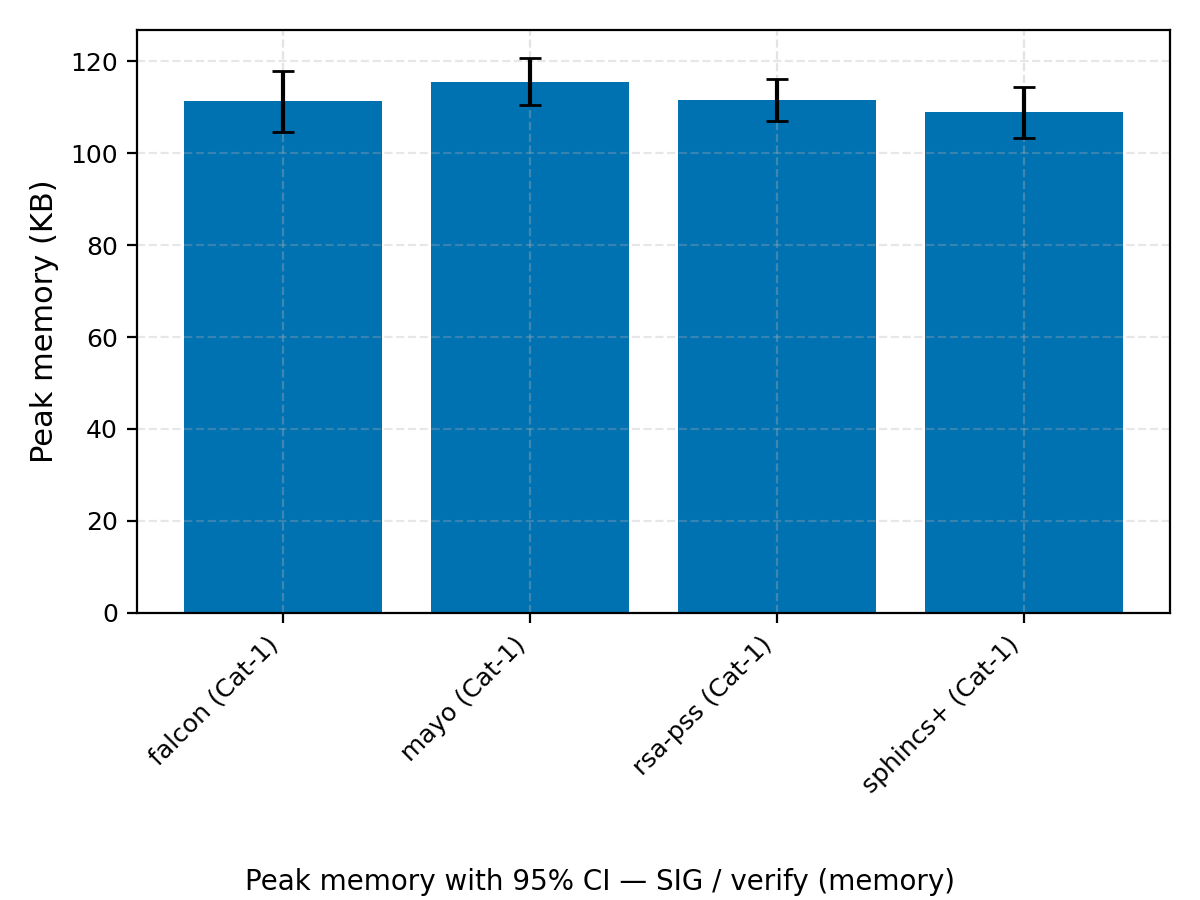 120
100
80
60
40
20
0
Peak memory (KB)
falcon (Cat-1)
mayo (Cat-1)
rsa-pss (Cat-1)
sphincs+ (Cat-1)
Peak memory with 95% CI — SIG / verify (memory)